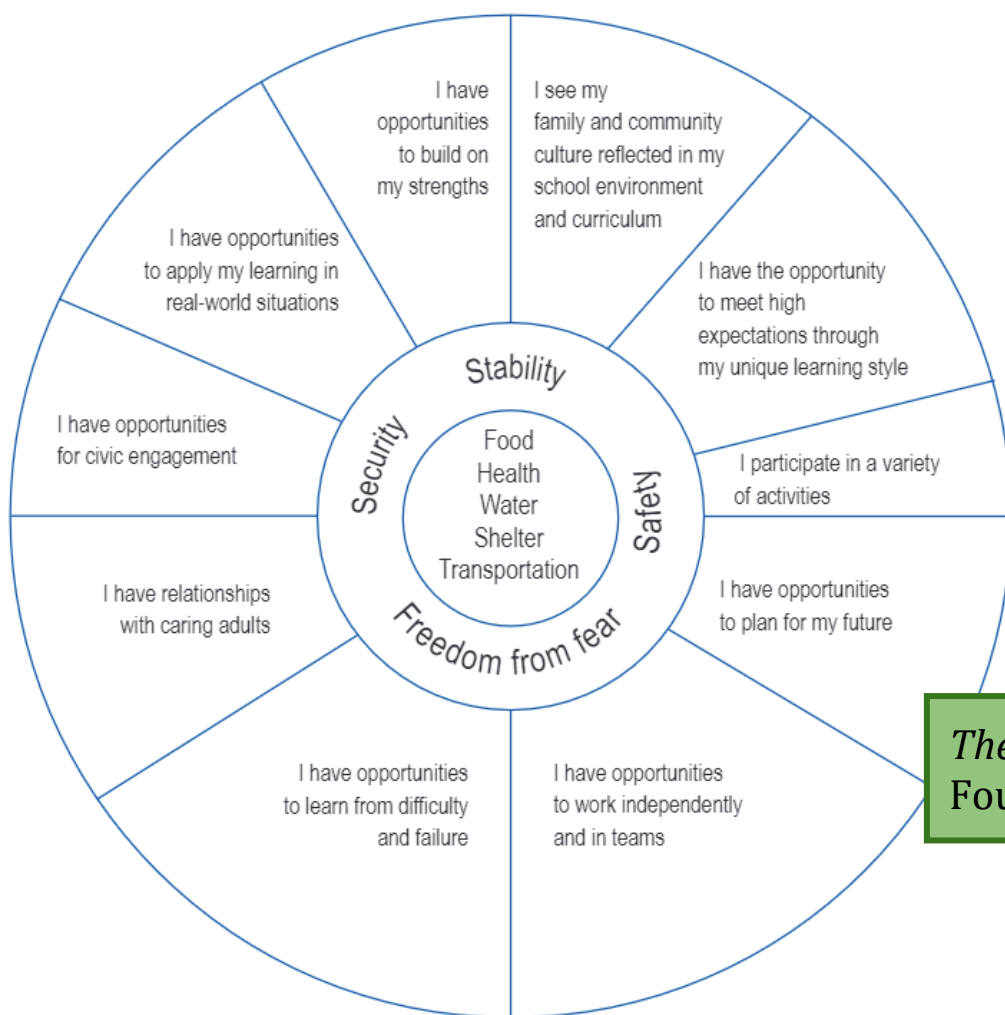 I have
opportunities
to build on
my strengths
I see my
family and community
culture reflected in my
school environment
and curriculum
I have the opportunity
to meet high
expectations through
my unique learning style
I participate in a variety
of activities
I have opportunities
to plan for my future
I have opportunities
to work independently
and in teams
I have opportunities
to learn from difficulty
and failure
I have relationships
with caring adults
I have opportunities
for civic engagement
I have opportunities
to apply my learning in
real-world situations
Stability
Safety
Freedom from fear
Security
Food
Health
Water
Shelter
Transportation
The